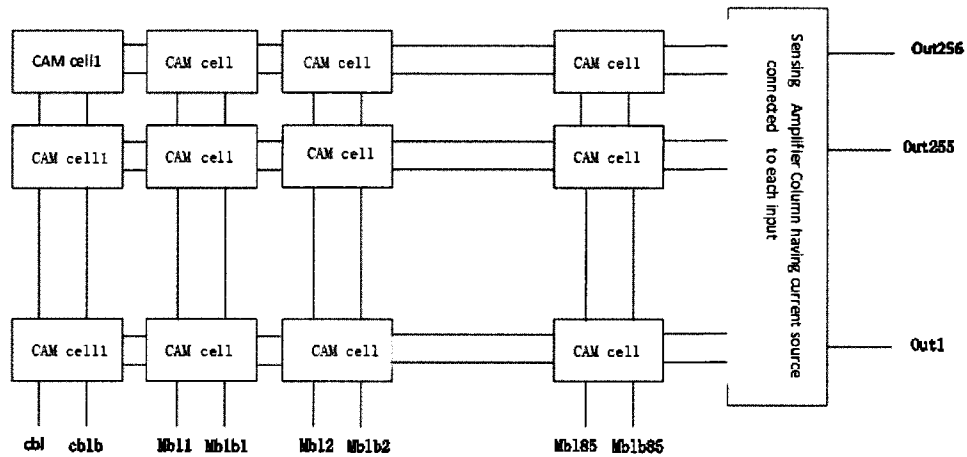 CAM cell1 CAM cell CAM cell CAM cell
Out256
CAM cell1 CAM cell CAM cell CAM cell
Out255
Sensing Amplifier Column having current source
connected to each input
CAM cell1 CAM cell CAM cell CAM cell
Out1
cbl cblb Mbl1 Mblb1 Mbl2 Mblb2 Mbl85 Mblb85